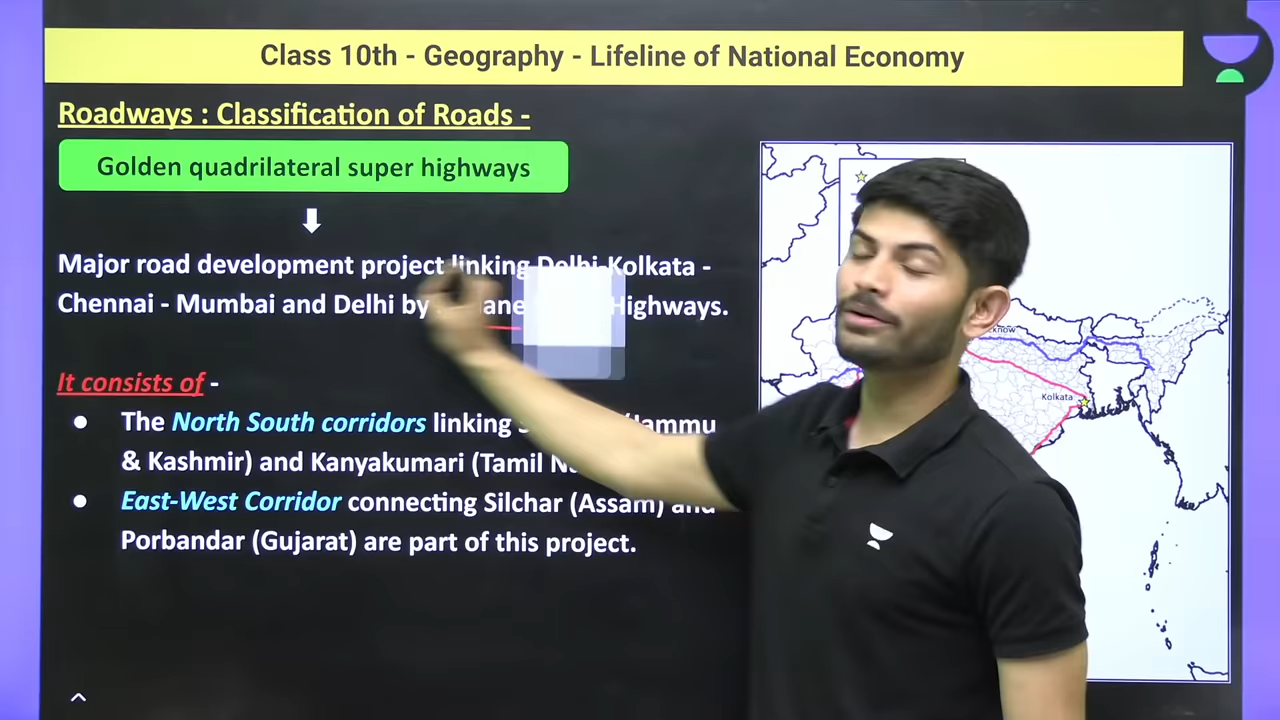 Class 10th - Geography - Lifeline of National Economy
Roadways : Classification of Roads -
Golden quadrilateral super highways
Major road development project linking Delhi-Kolkata -
Chennai - Mumbai and Delhi by Highways.
It consists of -
● The North South corridors linking
& Kashmir) and Kanyakumari (Tamil
● East-West Corridor connecting Silchar (Assam) and
Porbandar (Gujarat) are part of this project.
Kolkata